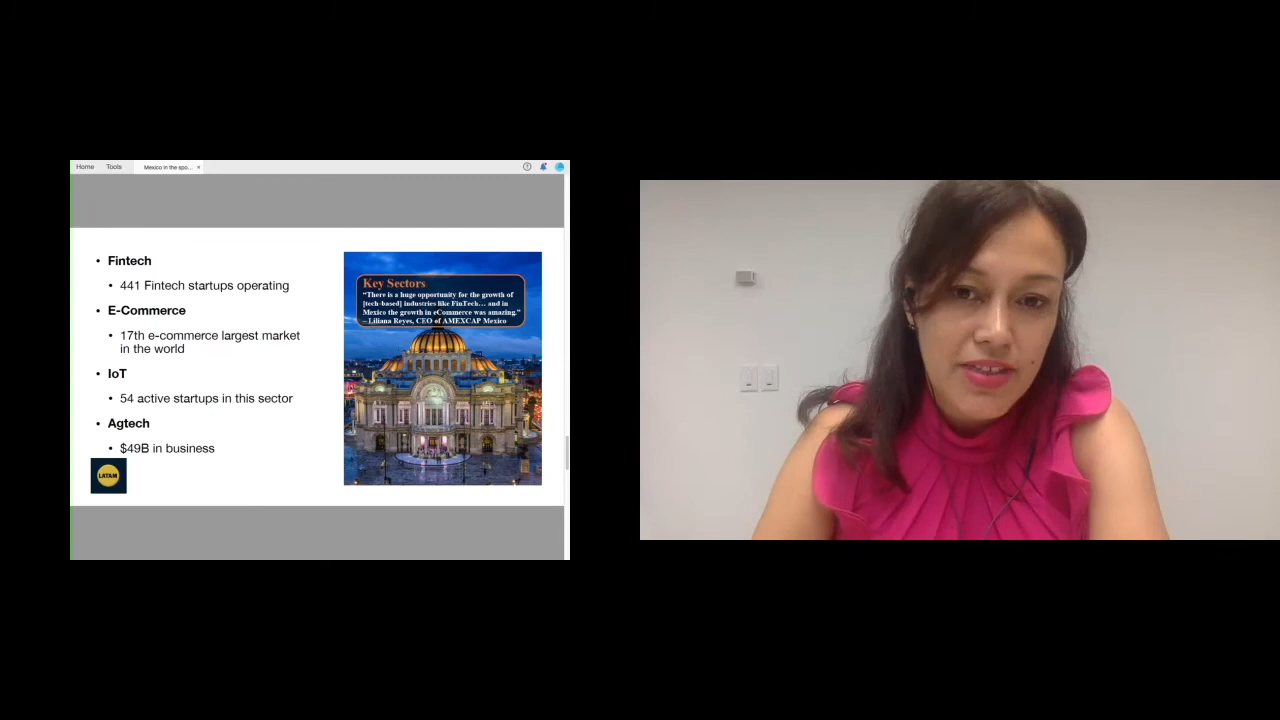 Home Tools Mexico in the spo... ×
• Fintech
• 441 Fintech startups operating
• E-Commerce
• 17th e-commerce largest market
in the world
• IoT
• 54 active startups in this sector
• Agtech
• $49B in business
LATAM
Key Sectors
"There is a huge opportunity for the growth of
[tech-based] industries like FinTech... and in
Mexico the growth in eCommerce was amazing."
– Liliana Reyes, CEO of AMEXCAP Mexico